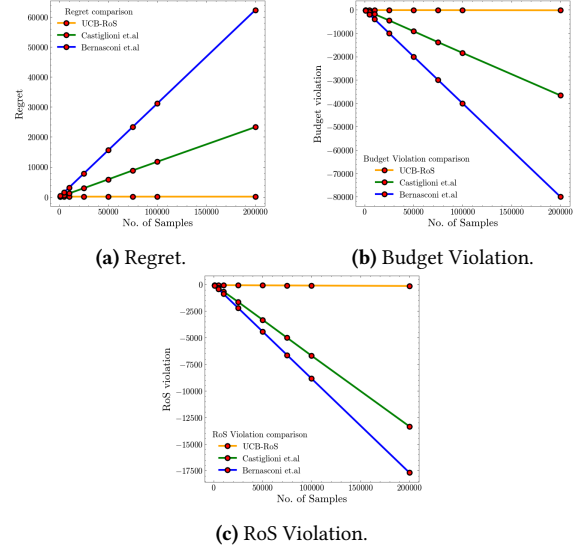 Regret comparison
UCB-RoS
Castiglioni et.al
Bernasconi et.al
60000
50000
40000
30000
20000
10000
0
Regret
0 50000 100000 150000 200000
No. of Samples
(a) Regret.
0
−10000
−20000
−30000
−40000
−50000
−60000
−70000
−80000
Budget violation
Budget Violation comparison
UCB-RoS
Castiglioni et.al
Bernasconi et.al
0 50000 100000 150000 200000
No. of Samples
(b) Budget Violation.
0
−2500
−5000
−7500
−10000
−12500
−15000
−17500
RoS violation
RoS Violation comparison
UCB-RoS
Castiglioni et.al
Bernasconi et.al
0 50000 100000 150000 200000
No. of Samples
(c) RoS Violation.